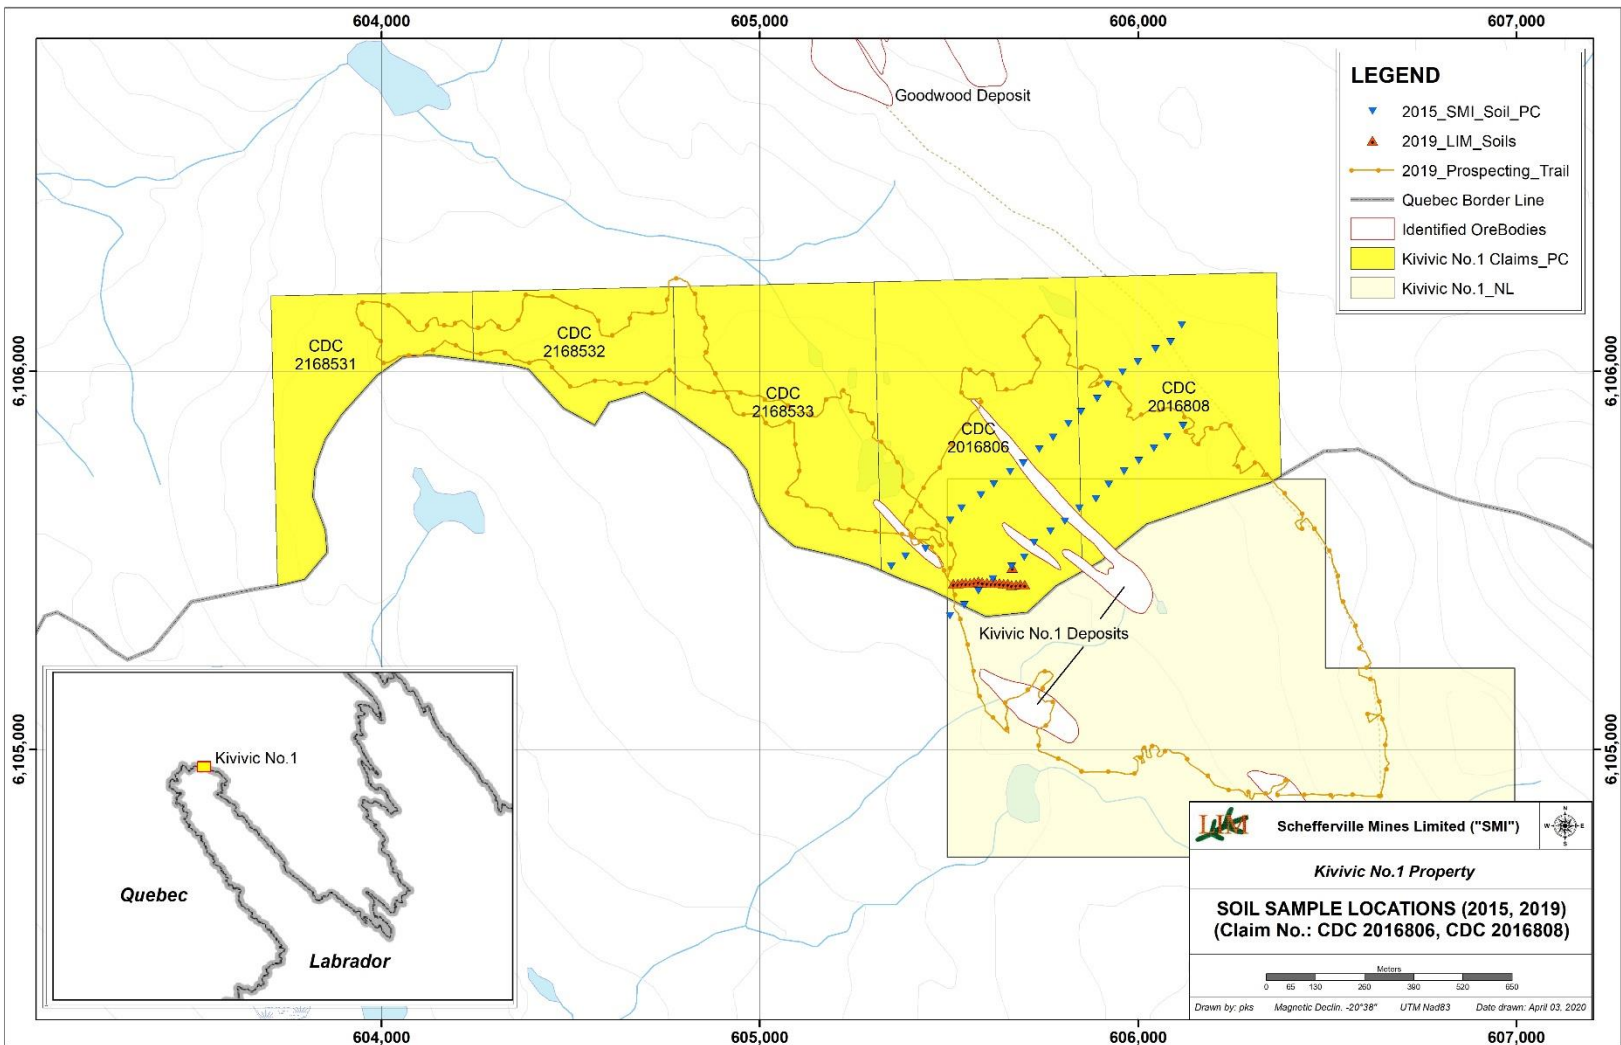 604,000
605,000
606,000
607,000
Goodwood Deposit
LEGEND
2015_SMI_Soil_PC
2019_LIM_Soils
2019_Prospecting_Trail
Quebec Border Line
Identified OreBodies
Kivivic No.1 Claims_PC
Kivivic No.1_NL
6,106,000
6,106,000
CDC
2168531
CDC
2168532
CDC
2168533
CDC
2016806
CDC
2016808
Kivivic No.1 Deposits
6,105,000
6,105,000
Kivivic No.1
Quebec
Labrador
LIM
Schefferville Mines Limited ("SMI")
N
W
E
S
Kivivic No.1 Property
SOIL SAMPLE LOCATIONS (2015, 2019)
(Claim No.: CDC 2016806, CDC 2016808)
Meters
0 65 130 260 390 520 650
Drawn by: pks Magnetic Declin. -20°38" UTM Nad83 Date drawn: April 03, 2020
604,000
605,000
606,000
607,000